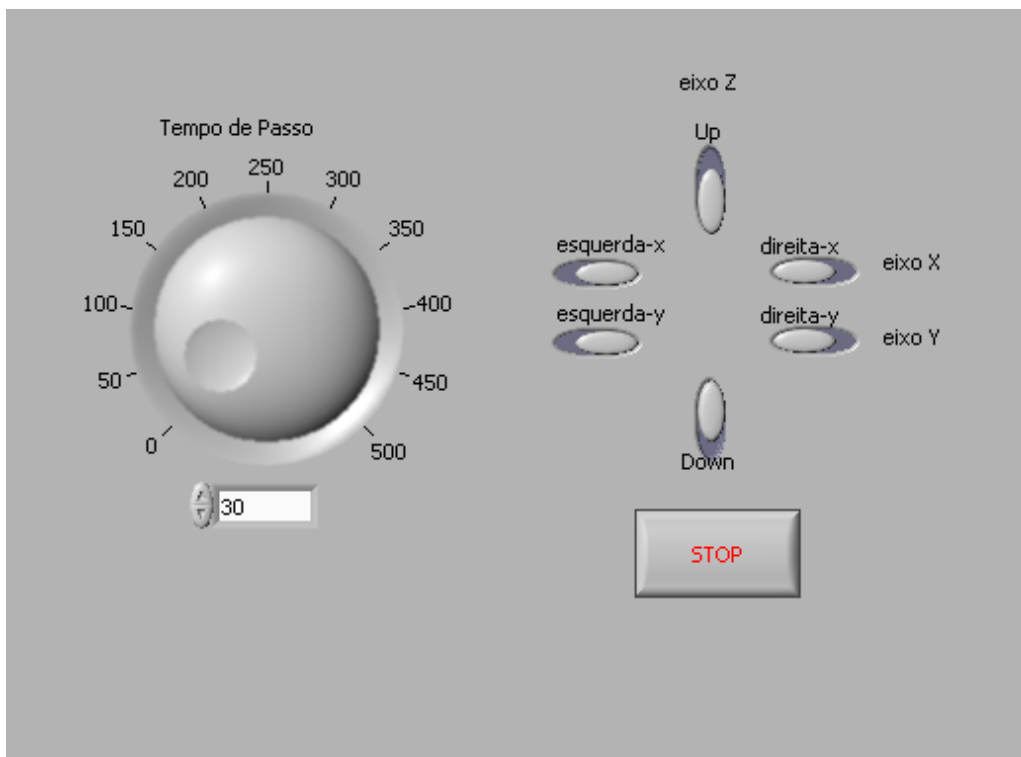 Tempo de Passo
0
50
100
150
200
250
300
350
400
450
500
30
eixo Z
Up
esquerda-x
direita-x
eixo X
esquerda-y
direita-y
eixo Y
Down
STOP